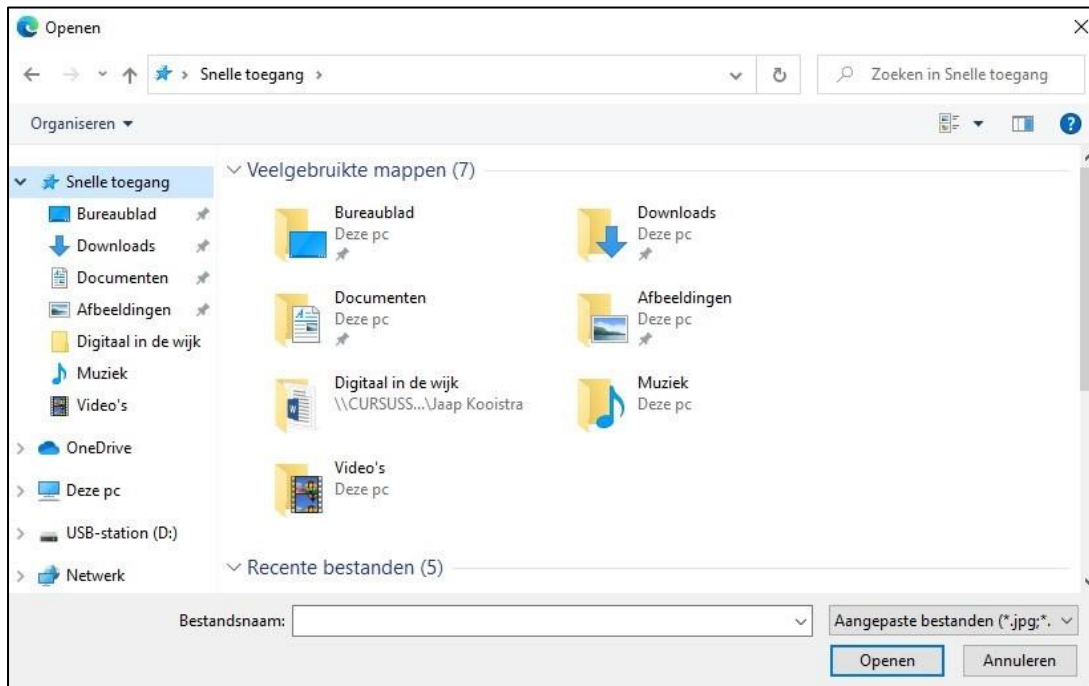 Openen
Snelle toegang
Zoeken in Snelle toegang
Organiseren
Snelle toegang
Bureaublad
Downloads
Documenten
Afbeeldingen
Digitaal in de wijk
Muziek
Video's
OneDrive
Deze pc
USB-station (D:)
Netwerk
Veelgebruikte mappen (7)
Bureaublad
Deze pc
Downloads
Deze pc
Documenten
Deze pc
Afbeeldingen
Deze pc
Digitaal in de wijk
\\CURSUSS...\Jaap Kooistra
Muziek
Deze pc
Video's
Deze pc
Recente bestanden (5)
Bestandsnaam:
Aangepaste bestanden (*.jpg;*.
Openen
Annuleren